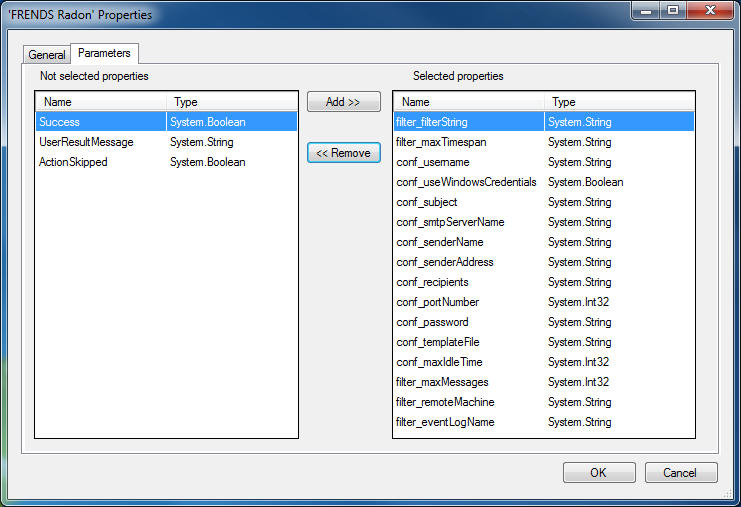 'FRENDS Radon' Properties
General Parameters
Not selected properties
Name Type
Success System.Boolean
UserResultMessage System.String
ActionSkipped System.Boolean
Add >>
<< Remove
Selected properties
Name Type
filter_filterString System.String
filter_maxTimespan System.String
conf_username System.String
conf_useWindowsCredentials System.Boolean
conf_subject System.String
conf_smtpServerName System.String
conf_senderName System.String
conf_senderAddress System.String
conf_recipients System.String
conf_portNumber System.Int32
conf_password System.String
conf_templateFile System.String
conf_maxIdleTime System.Int32
filter_maxMessages System.Int32
filter_remoteMachine System.String
filter_eventLogName System.String
OK Cancel